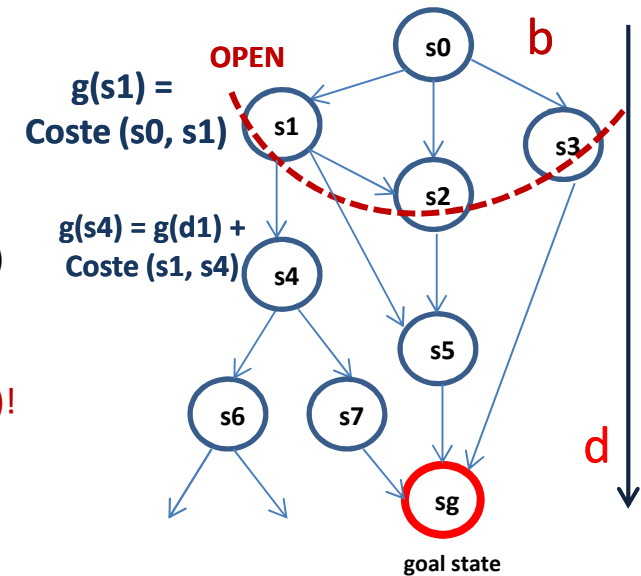 s0
b
OPEN
g(s1) =
Coste (s0, s1)
s1
s3
s2
g(s4) = g(d1) +
Coste (s1, s4)
)
s4
s5
)!
s6
s7
d
sg
goal state